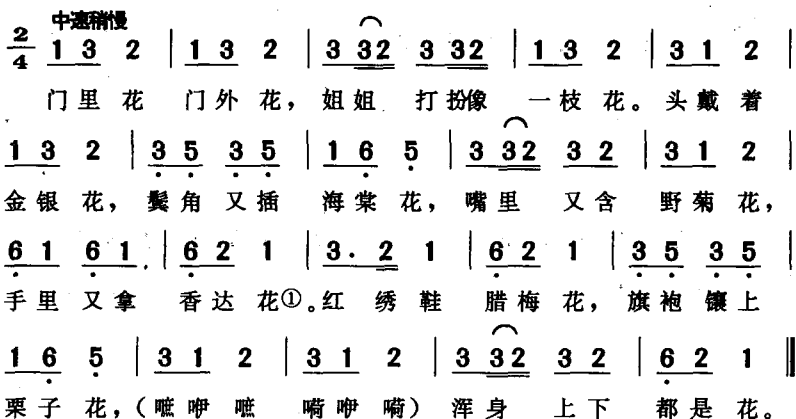 中速稍慢
2/4 1 3 2 | 1 3 2 | 3 32 3 32 | 1 3 2 | 3 1 2 |
门里花 门外花，姐姐 打扮像 一枝花。头戴着
1 3 2 | 3 5 3 5 | 1 6 5 | 3 32 3 2 | 3 1 2 |
金银花，鬓角又插 海棠花，嘴里 又含 野菊花，
6 1 6 1 | 6 2 1 | 3. 2 1 | 6 2 1 | 3 5 3 5 |
手里又拿 香达花①。红绣鞋 腊梅花，旗袍镶上
1 6 5 | 3 1 2 | 3 1 2 | 3 32 3 2 | 6 2 1 ‖
栗子花，（嗻咿嗻 嗬咿嗬）浑身 上下 都是花。